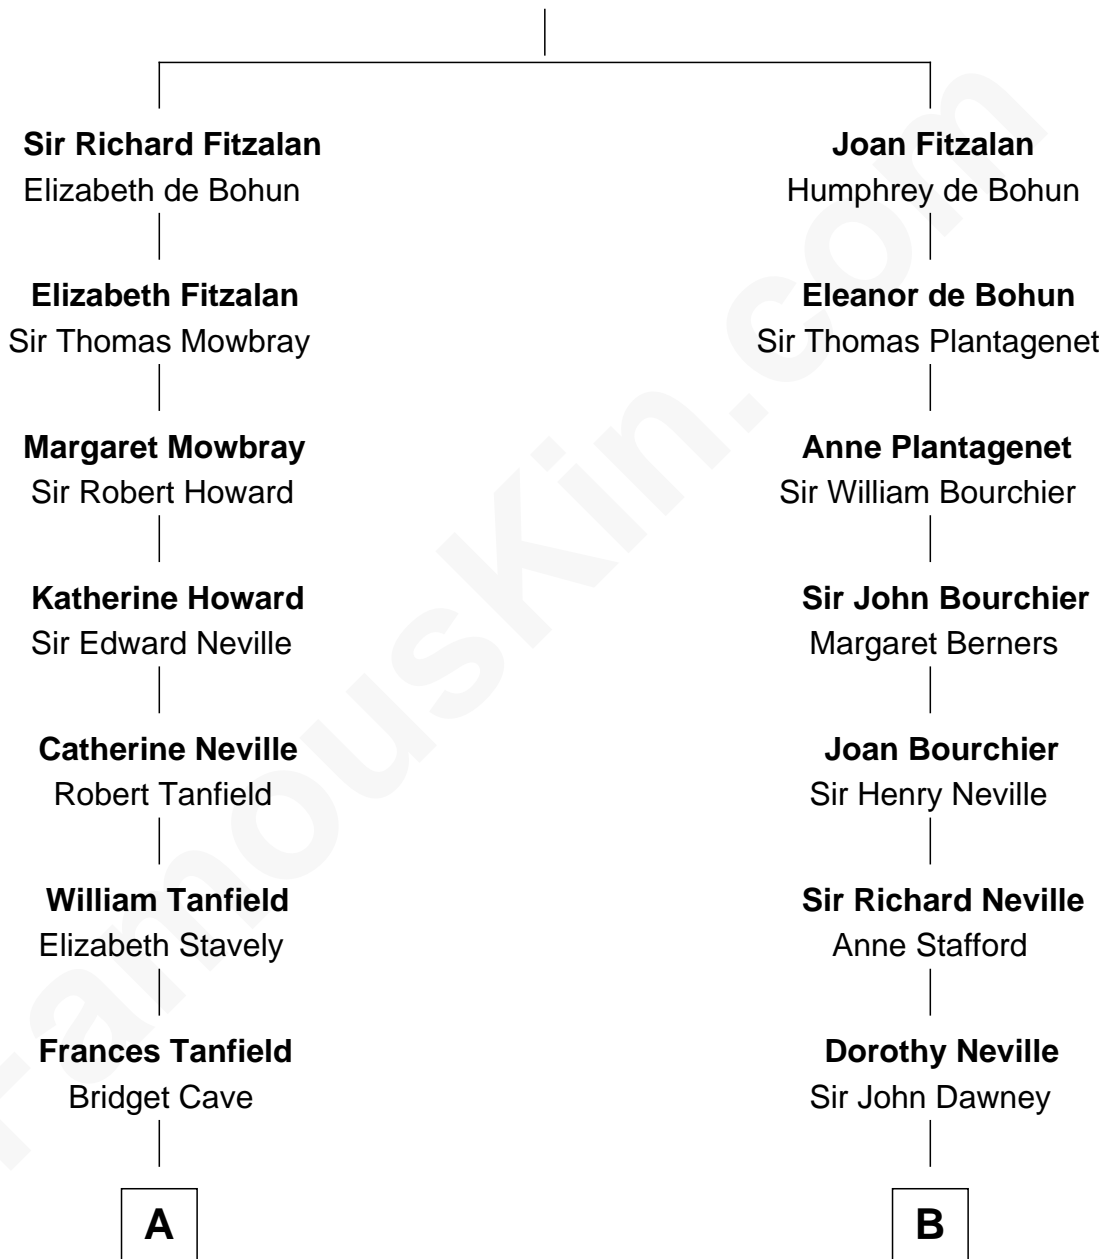 Sir Richard Fitzalan
Elizabeth de Bohun
Elizabeth Fitzalan
Sir Thomas Mowbray
Margaret Mowbray
Sir Robert Howard
Katherine Howard
Sir Edward Neville
Catherine Neville
Robert Tanfield
William Tanfield
Elizabeth Stavely
Frances Tanfield
Bridget Cave
A
Joan Fitzalan
Humphrey de Bohun
Eleanor de Bohun
Sir Thomas Plantagenet
Anne Plantagenet
Sir William Bourchier
Sir John Bourchier
Margaret Berners
Joan Bourchier
Sir Henry Neville
Sir Richard Neville
Anne Stafford
Dorothy Neville
Sir John Dawney
B
FamousKin.com